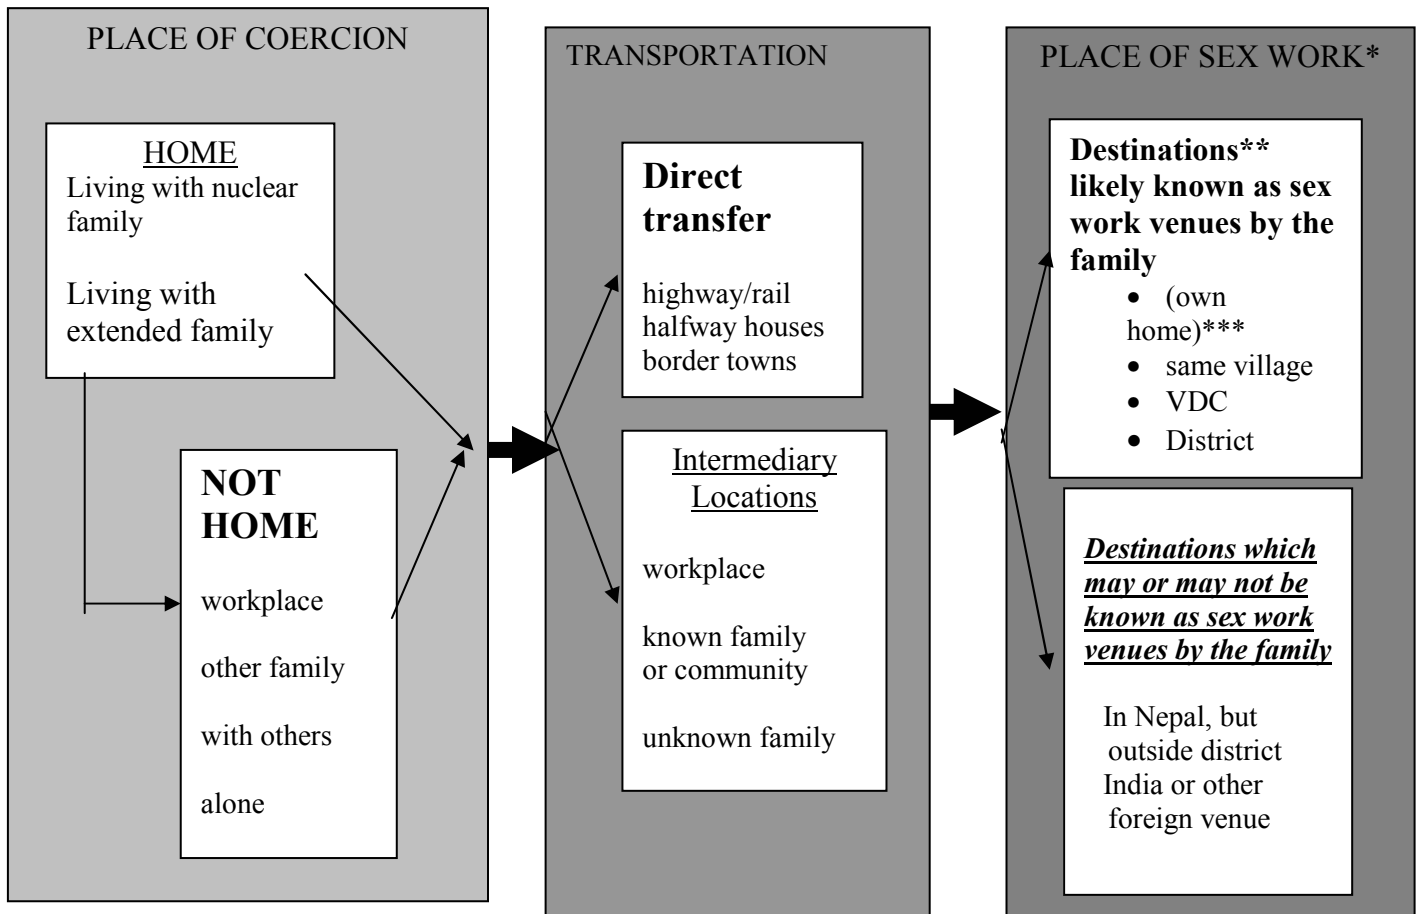 PLACE OF COERCION
HOME
Living with nuclear
family
Living with
extended family
NOT
HOME
workplace
other family
with others
alone
TRANSPORTATION
Direct
transfer
highway/rail
halfway houses
border towns
Intermediary
Locations
workplace
known family
or community
unknown family
PLACE OF SEX WORK*
Destinations**
likely known as sex
work venues by the
family
• (own
home)***
• same village
• VDC
• District
Destinations which
may or may not be
known as sex work
venues by the family
In Nepal, but
outside district
India or other
foreign venue